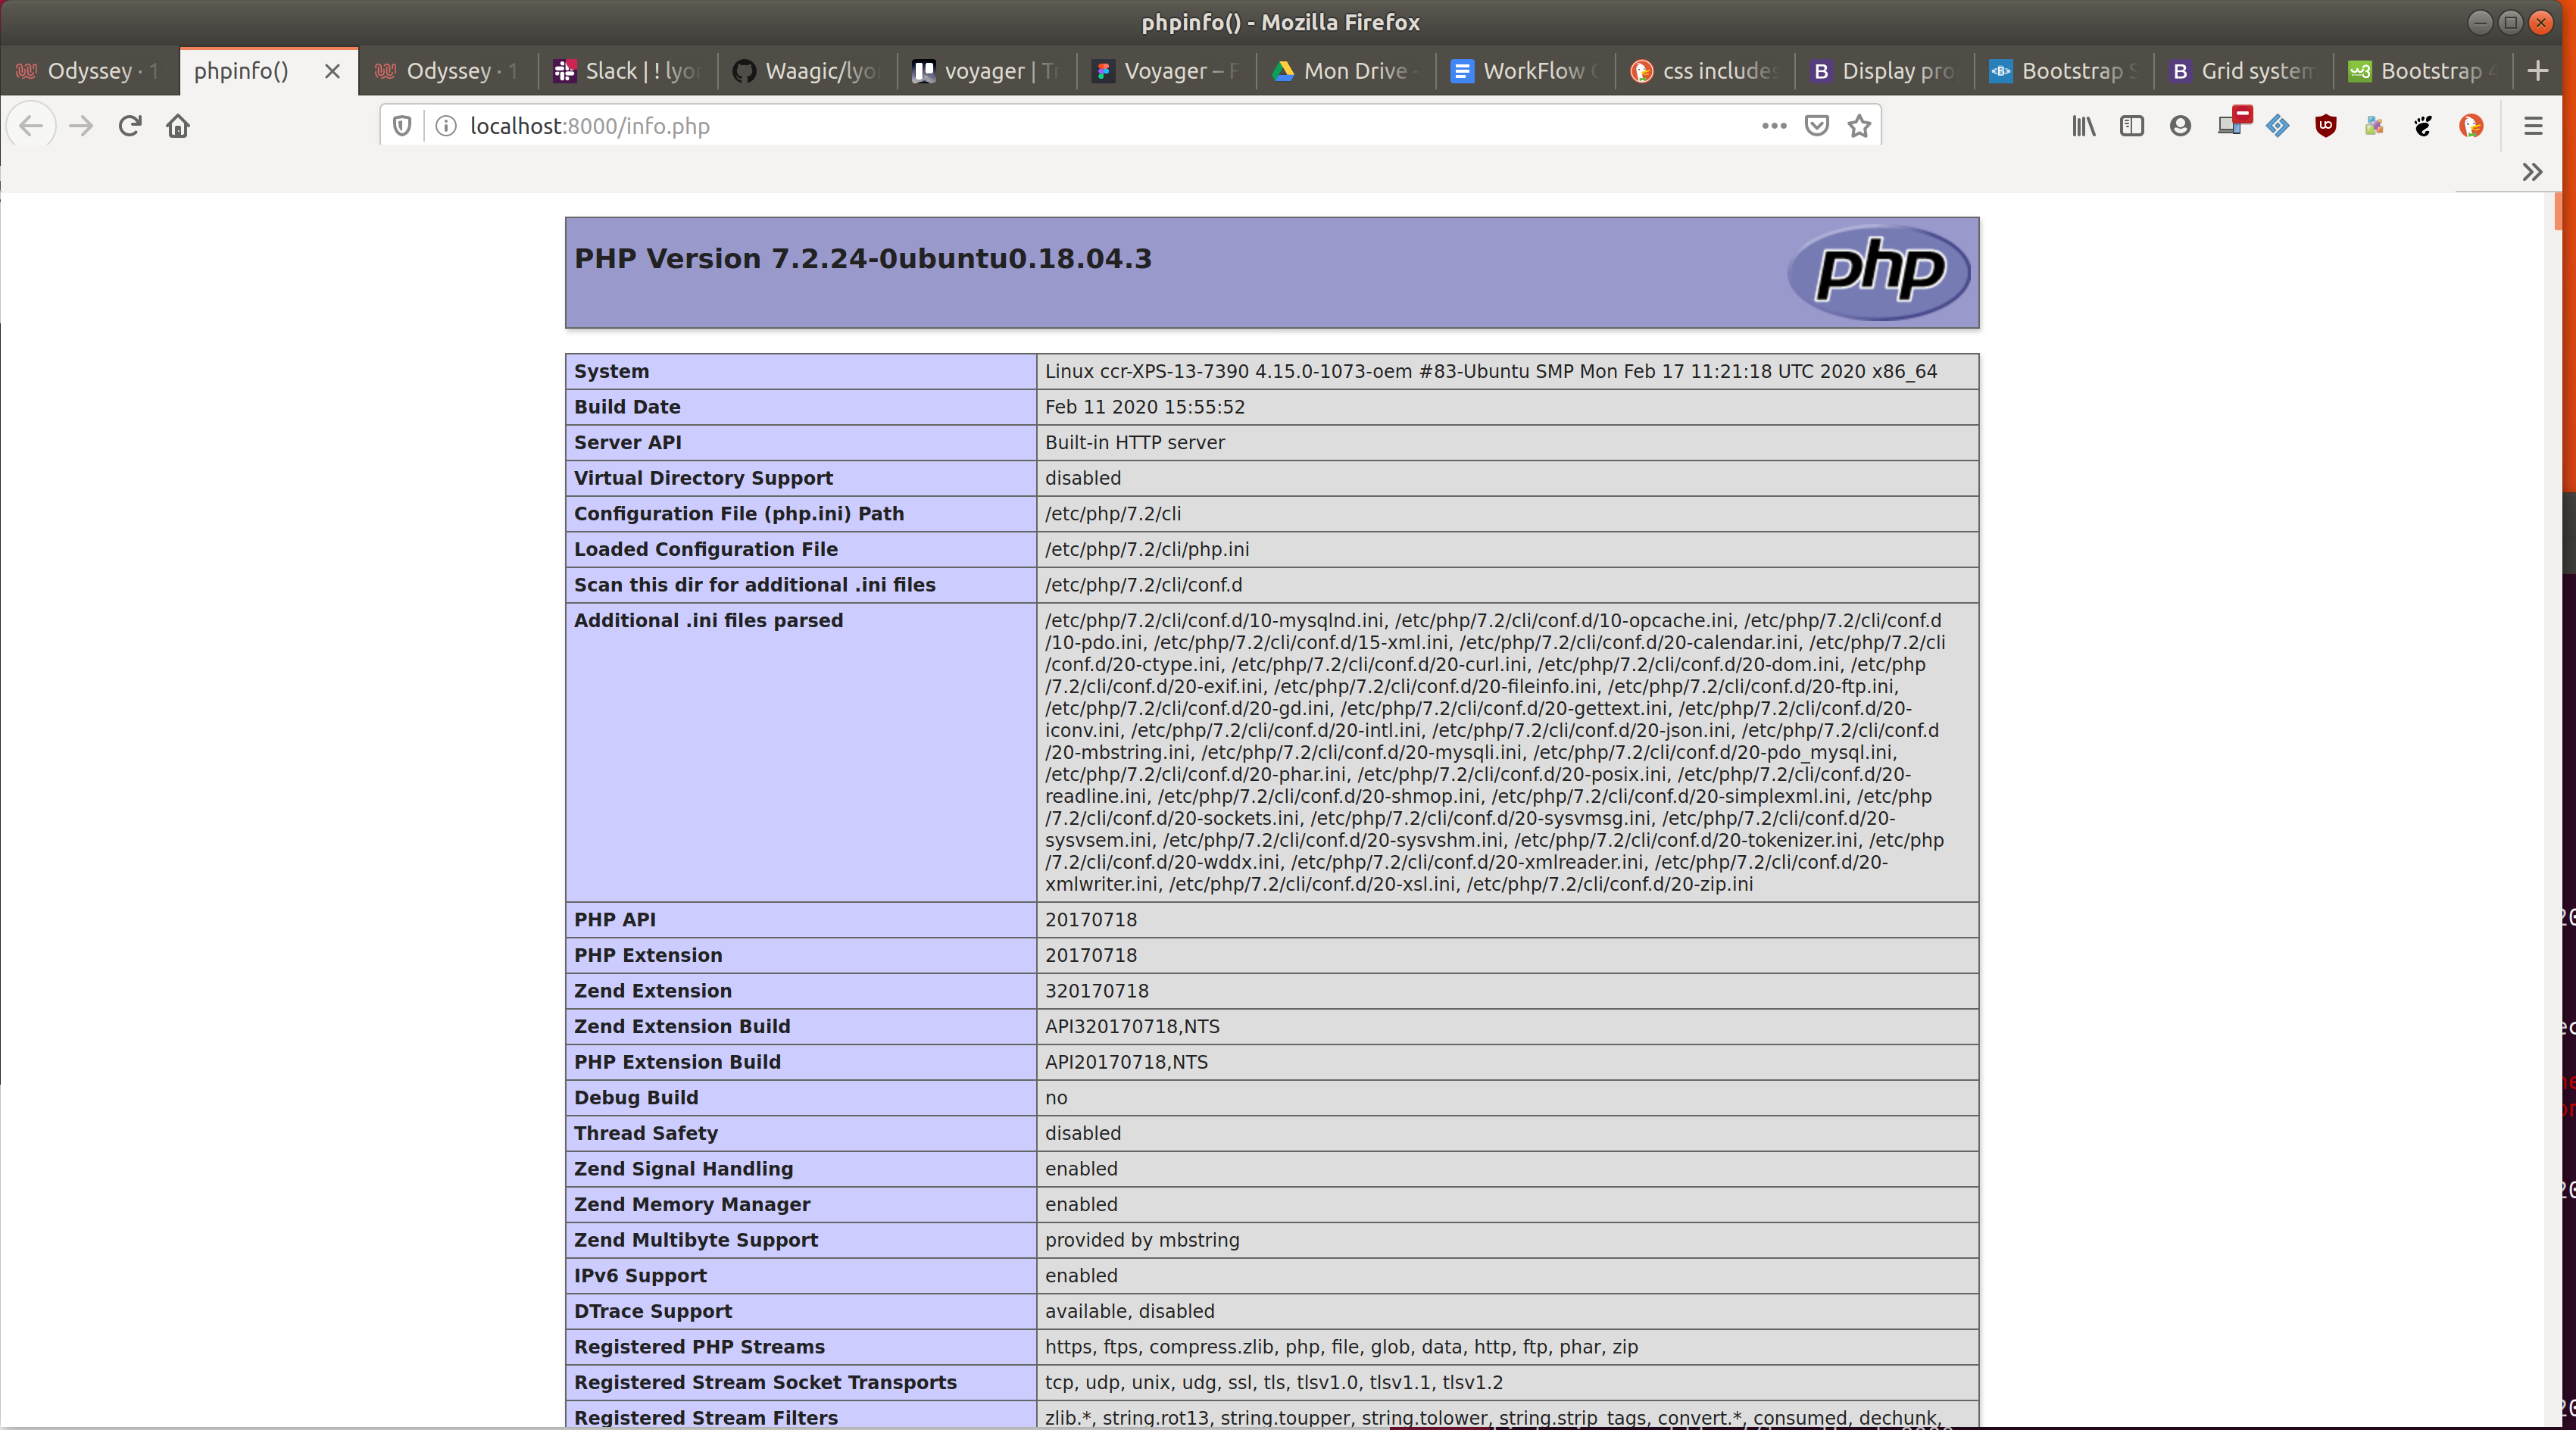 phpinfo() - Mozilla Firefox
Odyssey · 1
phpinfo()
Odyssey · 1
Slack | ! lyon
Waagic/lyo
voyager | Tr
Voyager – F
Mon Drive -
WorkFlow
css includes
Display pro
Bootstrap S
Grid system
Bootstrap 4
localhost:8000/info.php
PHP Version 7.2.24-0ubuntu0.18.04.3
php
System Linux ccr-XPS-13-7390 4.15.0-1073-oem #83-Ubuntu SMP Mon Feb 17 11:21:18 UTC 2020 x86_64
Build Date Feb 11 2020 15:55:52
Server API Built-in HTTP server
Virtual Directory Support disabled
Configuration File (php.ini) Path /etc/php/7.2/cli
Loaded Configuration File /etc/php/7.2/cli/php.ini
Scan this dir for additional .ini files /etc/php/7.2/cli/conf.d
Additional .ini files parsed /etc/php/7.2/cli/conf.d/10-mysqlnd.ini, /etc/php/7.2/cli/conf.d/10-opcache.ini, /etc/php/7.2/cli/conf.d
/10-pdo.ini, /etc/php/7.2/cli/conf.d/15-xml.ini, /etc/php/7.2/cli/conf.d/20-calendar.ini, /etc/php/7.2/cli
/conf.d/20-ctype.ini, /etc/php/7.2/cli/conf.d/20-curl.ini, /etc/php/7.2/cli/conf.d/20-dom.ini, /etc/php
/7.2/cli/conf.d/20-exif.ini, /etc/php/7.2/cli/conf.d/20-fileinfo.ini, /etc/php/7.2/cli/conf.d/20-ftp.ini,
/etc/php/7.2/cli/conf.d/20-gd.ini, /etc/php/7.2/cli/conf.d/20-gettext.ini, /etc/php/7.2/cli/conf.d/20-
iconv.ini, /etc/php/7.2/cli/conf.d/20-intl.ini, /etc/php/7.2/cli/conf.d/20-json.ini, /etc/php/7.2/cli/conf.d
/20-mbstring.ini, /etc/php/7.2/cli/conf.d/20-mysqli.ini, /etc/php/7.2/cli/conf.d/20-pdo_mysql.ini,
/etc/php/7.2/cli/conf.d/20-phar.ini, /etc/php/7.2/cli/conf.d/20-posix.ini, /etc/php/7.2/cli/conf.d/20-
readline.ini, /etc/php/7.2/cli/conf.d/20-shmop.ini, /etc/php/7.2/cli/conf.d/20-simplexml.ini, /etc/php
/7.2/cli/conf.d/20-sockets.ini, /etc/php/7.2/cli/conf.d/20-sysvmsg.ini, /etc/php/7.2/cli/conf.d/20-
sysvsem.ini, /etc/php/7.2/cli/conf.d/20-sysvshm.ini, /etc/php/7.2/cli/conf.d/20-tokenizer.ini, /etc/php
/7.2/cli/conf.d/20-wddx.ini, /etc/php/7.2/cli/conf.d/20-xmlreader.ini, /etc/php/7.2/cli/conf.d/20-
xmlwriter.ini, /etc/php/7.2/cli/conf.d/20-xsl.ini, /etc/php/7.2/cli/conf.d/20-zip.ini
PHP API 20170718
PHP Extension 20170718
Zend Extension 320170718
Zend Extension Build API320170718,NTS
PHP Extension Build API20170718,NTS
Debug Build no
Thread Safety disabled
Zend Signal Handling enabled
Zend Memory Manager enabled
Zend Multibyte Support provided by mbstring
IPv6 Support enabled
DTrace Support available, disabled
Registered PHP Streams https, ftps, compress.zlib, php, file, glob, data, http, ftp, phar, zip
Registered Stream Socket Transports tcp, udp, unix, udg, ssl, tls, tlsv1.0, tlsv1.1, tlsv1.2
Registered Stream Filters zlib.*, string.rot13, string.toupper, string.tolower, string.strip_tags, convert.*, consumed, dechunk,